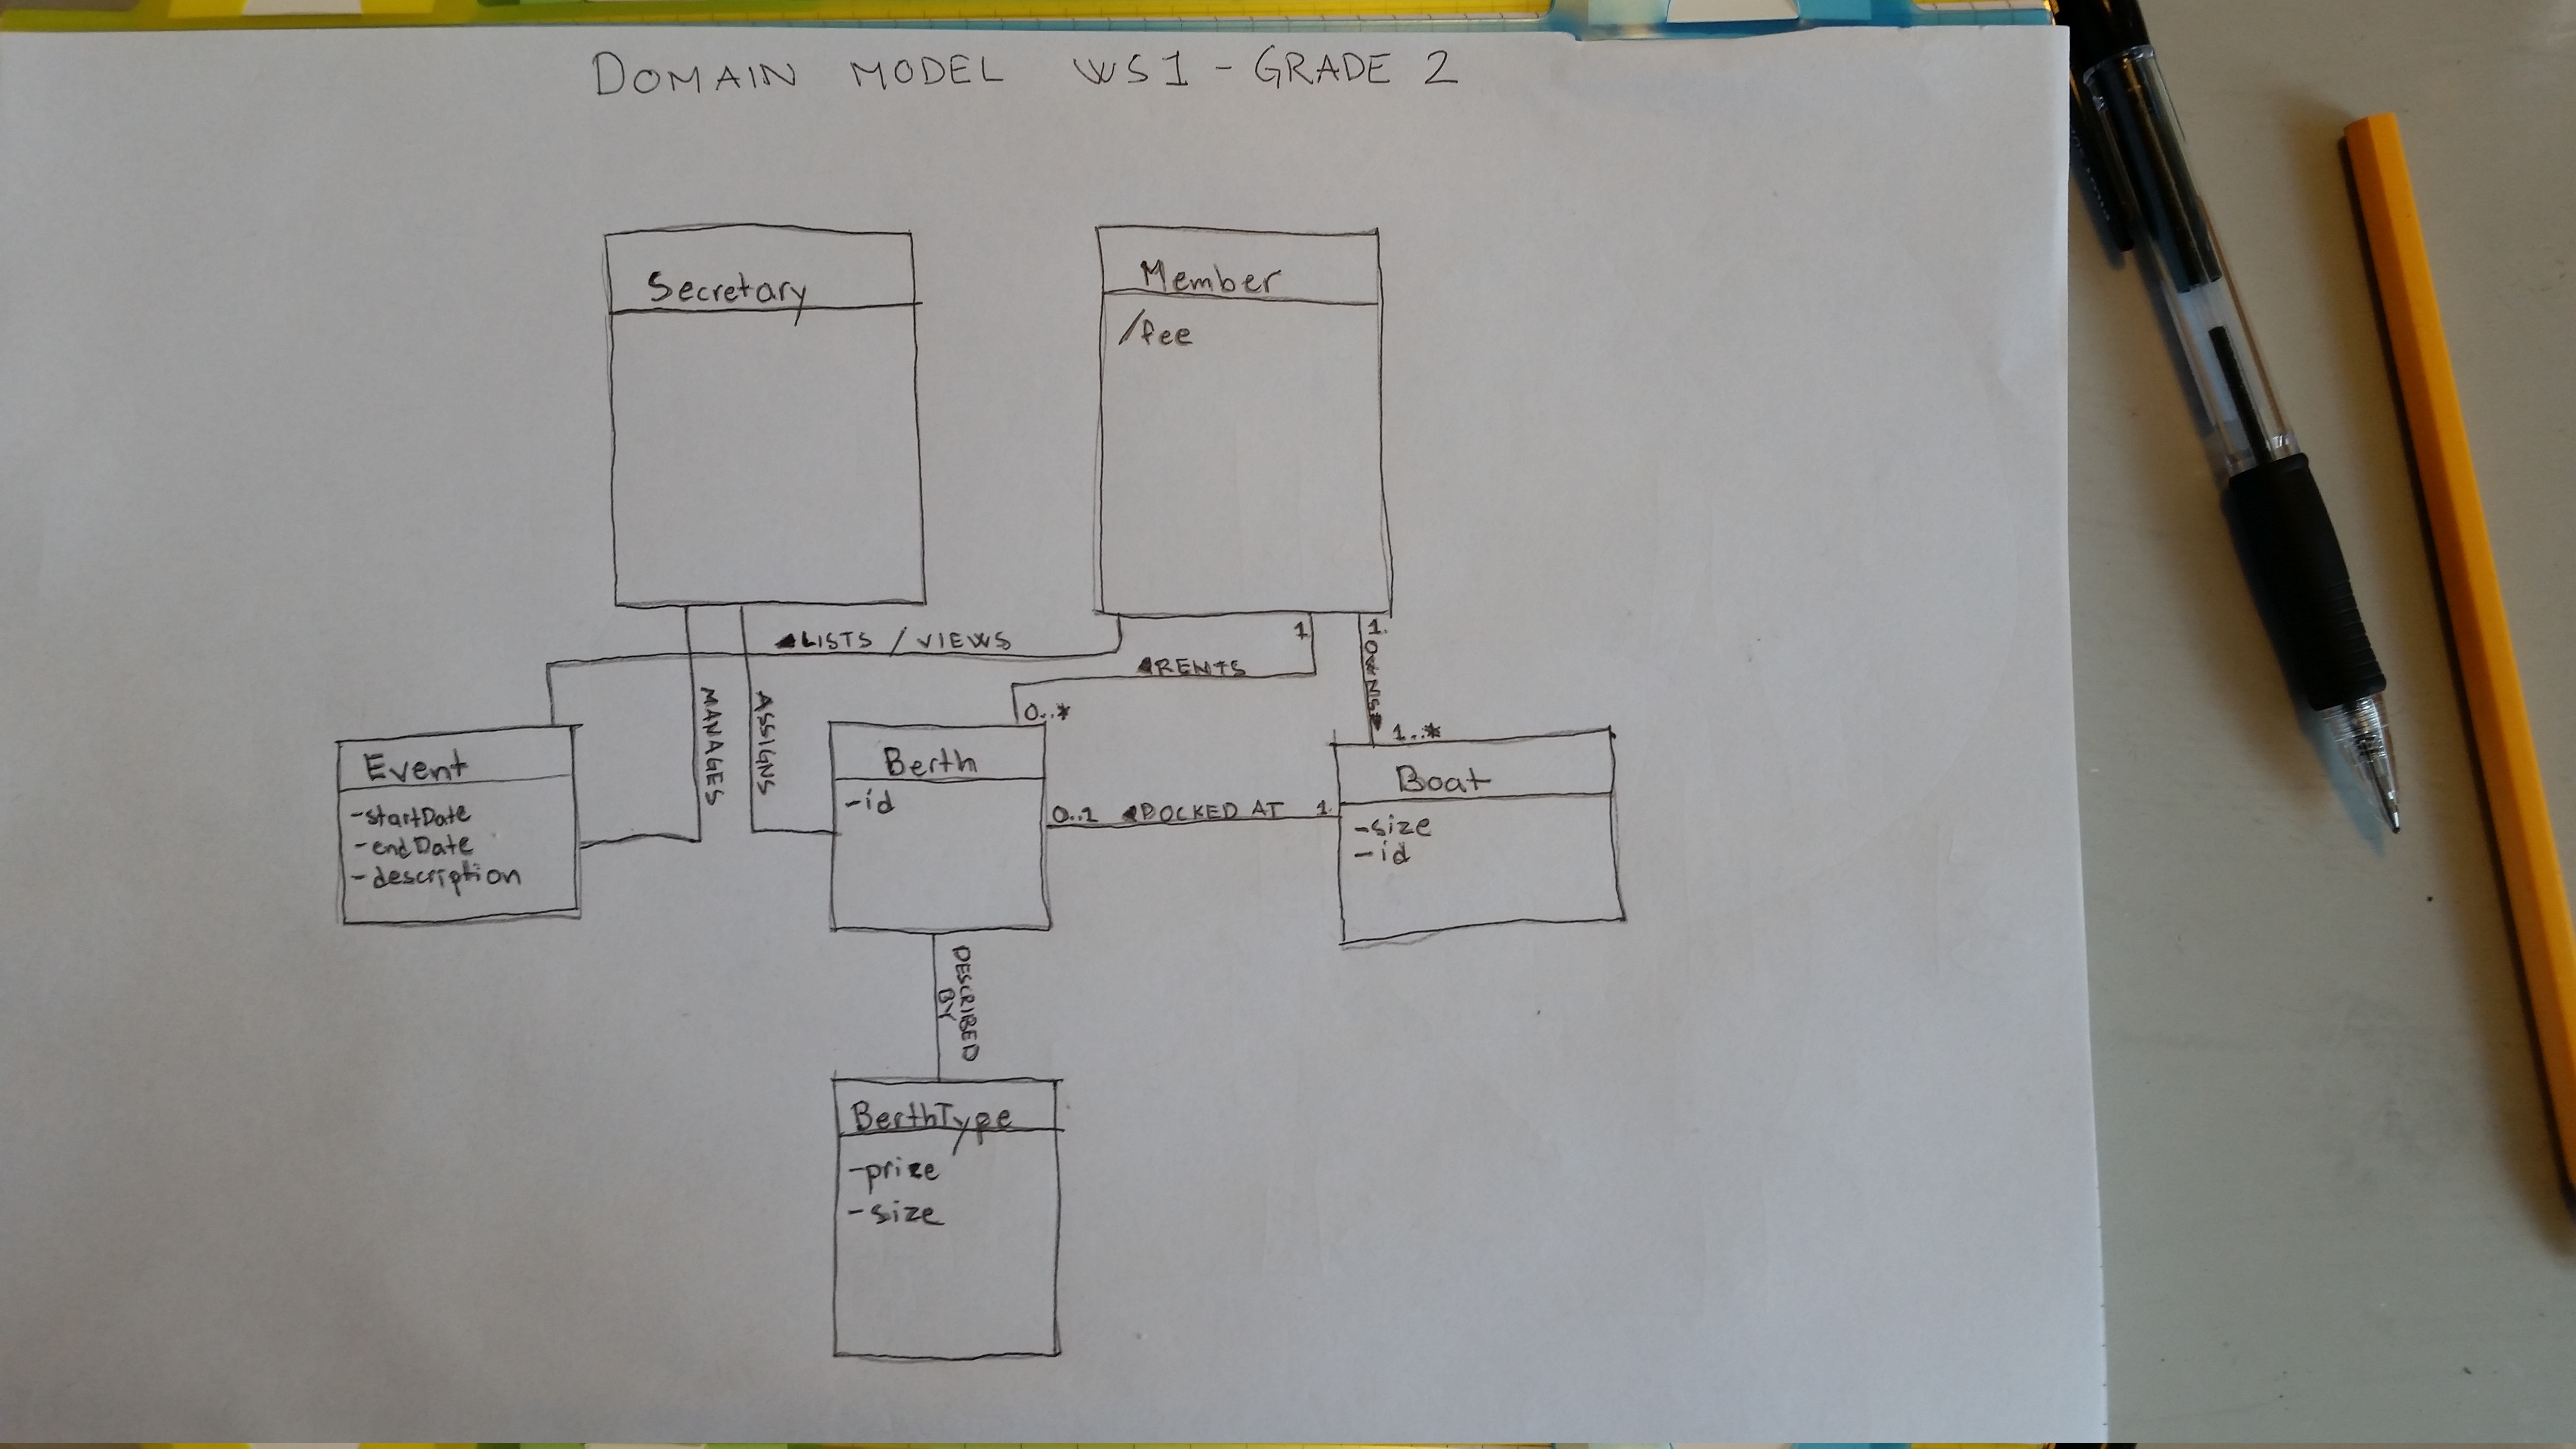 DOMAIN MODEL WS1 - GRADE 2
Secretary
Member
/fee
LISTS / VIEWS
1
1.
RENTS
OWNS
MANAGES
ASSIGNS
0..*
1..*
Event
-startDate
-endDate
-description
Berth
-id
0..1 DOCKED AT 1
Boat
-size
-id
DESCRIBED
BY
BerthType
-prize
-size